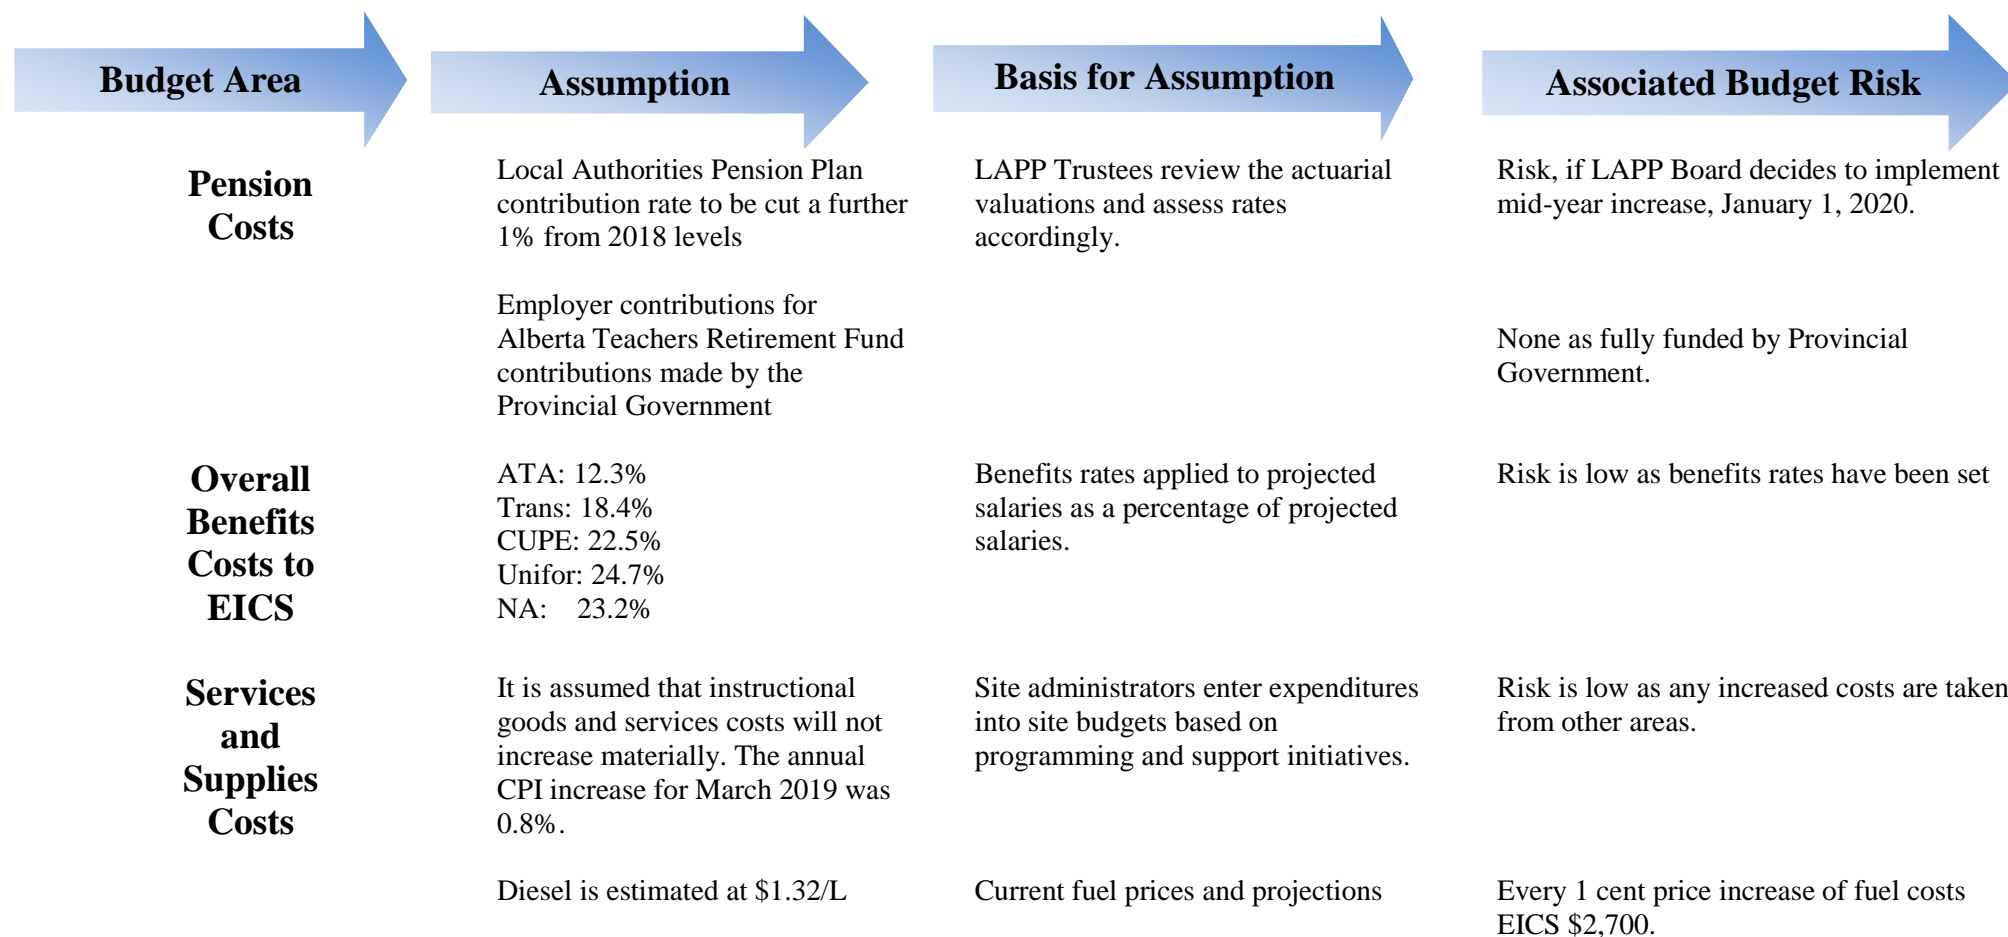 Budget Area
Assumption
Basis for Assumption
Associated Budget Risk
Pension
Costs
Local Authorities Pension Plan
contribution rate to be cut a further
1% from 2018 levels
LAPP Trustees review the actuarial
valuations and assess rates
accordingly.
Risk, if LAPP Board decides to implement
mid-year increase, January 1, 2020.
Employer contributions for
Alberta Teachers Retirement Fund
contributions made by the
Provincial Government
None as fully funded by Provincial
Government.
Overall
Benefits
Costs to
EICS
ATA: 12.3%
Trans: 18.4%
CUPE: 22.5%
Unifor: 24.7%
NA: 23.2%
Benefits rates applied to projected
salaries as a percentage of projected
salaries.
Risk is low as benefits rates have been set
Services
and
Supplies
Costs
It is assumed that instructional
goods and services costs will not
increase materially. The annual
CPI increase for March 2019 was
0.8%.
Site administrators enter expenditures
into site budgets based on
programming and support initiatives.
Risk is low as any increased costs are taken
from other areas.
Diesel is estimated at $1.32/L
Current fuel prices and projections
Every 1 cent price increase of fuel costs
EICS $2,700.